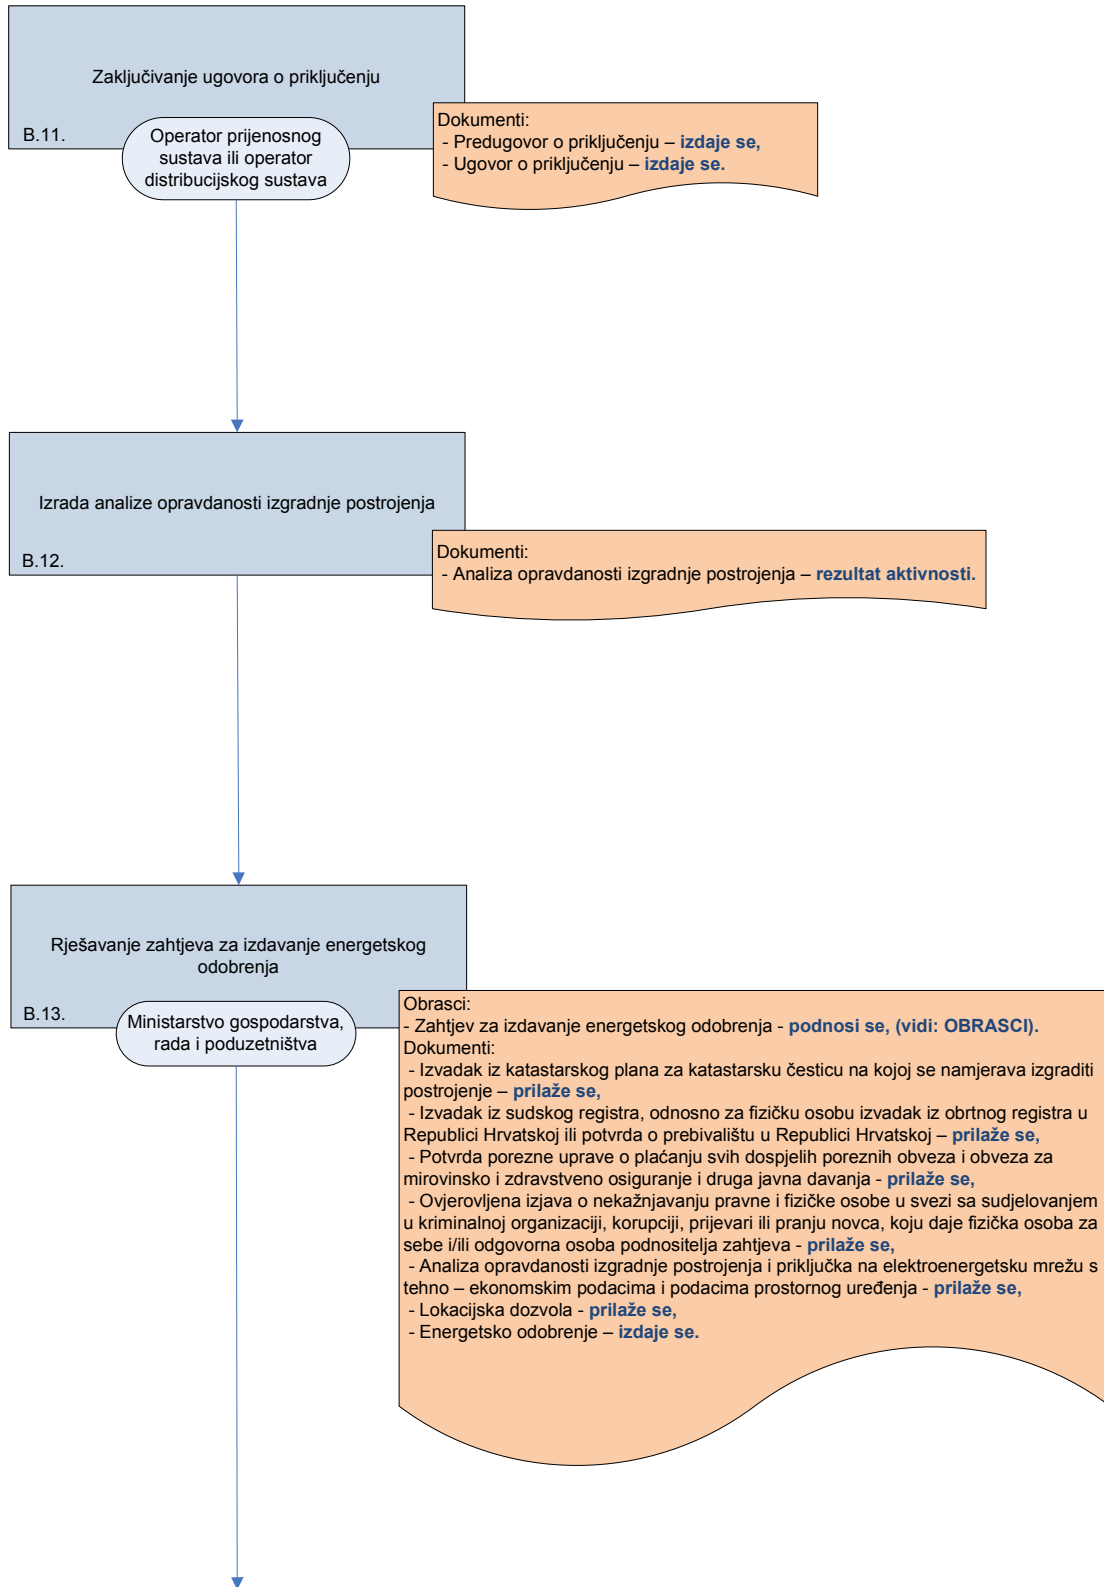 Zaključivanje ugovora o priključenju
B.11.
Operator prijenosnog
sustava ili operator
distribucijskog sustava
Dokumenti:
- Predugovor o priključenju – izdaje se,
- Ugovor o priključenju – izdaje se.
Izrada analize opravdanosti izgradnje postrojenja
B.12.
Dokumenti:
- Analiza opravdanosti izgradnje postrojenja – rezultat aktivnosti.
Rješavanje zahtjeva za izdavanje energetskog
odobrenja
B.13.
Ministarstvo gospodarstva,
rada i poduzetništva
Obrasci:
- Zahtjev za izdavanje energetskog odobrenja - podnosi se, (vidi: OBRASCI).
Dokumenti:
- Izvadak iz katastarskog plana za katastarsku česticu na kojoj se namjerava izgraditi
postrojenje – prilaže se,
- Izvadak iz sudskog registra, odnosno za fizičku osobu izvadak iz obrtnog registra u
Republici Hrvatskoj ili potvrda o prebivalištu u Republici Hrvatskoj – prilaže se,
- Potvrda porezne uprave o plaćanju svih dospjelih poreznih obveza i obveza za
mirovinsko i zdravstveno osiguranje i druga javna davanja - prilaže se,
- Ovjerovljena izjava o nekažnjavanju pravne i fizičke osobe u svezi sa sudjelovanjem
u kriminalnoj organizaciji, korupciji, prijevari ili pranju novca, koju daje fizička osoba za
sebe i/ili odgovorna osoba podnositelja zahtjeva - prilaže se,
- Analiza opravdanosti izgradnje postrojenja i priključka na elektroenergetsku mrežu s
tehno – ekonomskim podacima i podacima prostornog uređenja - prilaže se,
- Lokacijska dozvola - prilaže se,
- Energetsko odobrenje – izdaje se.